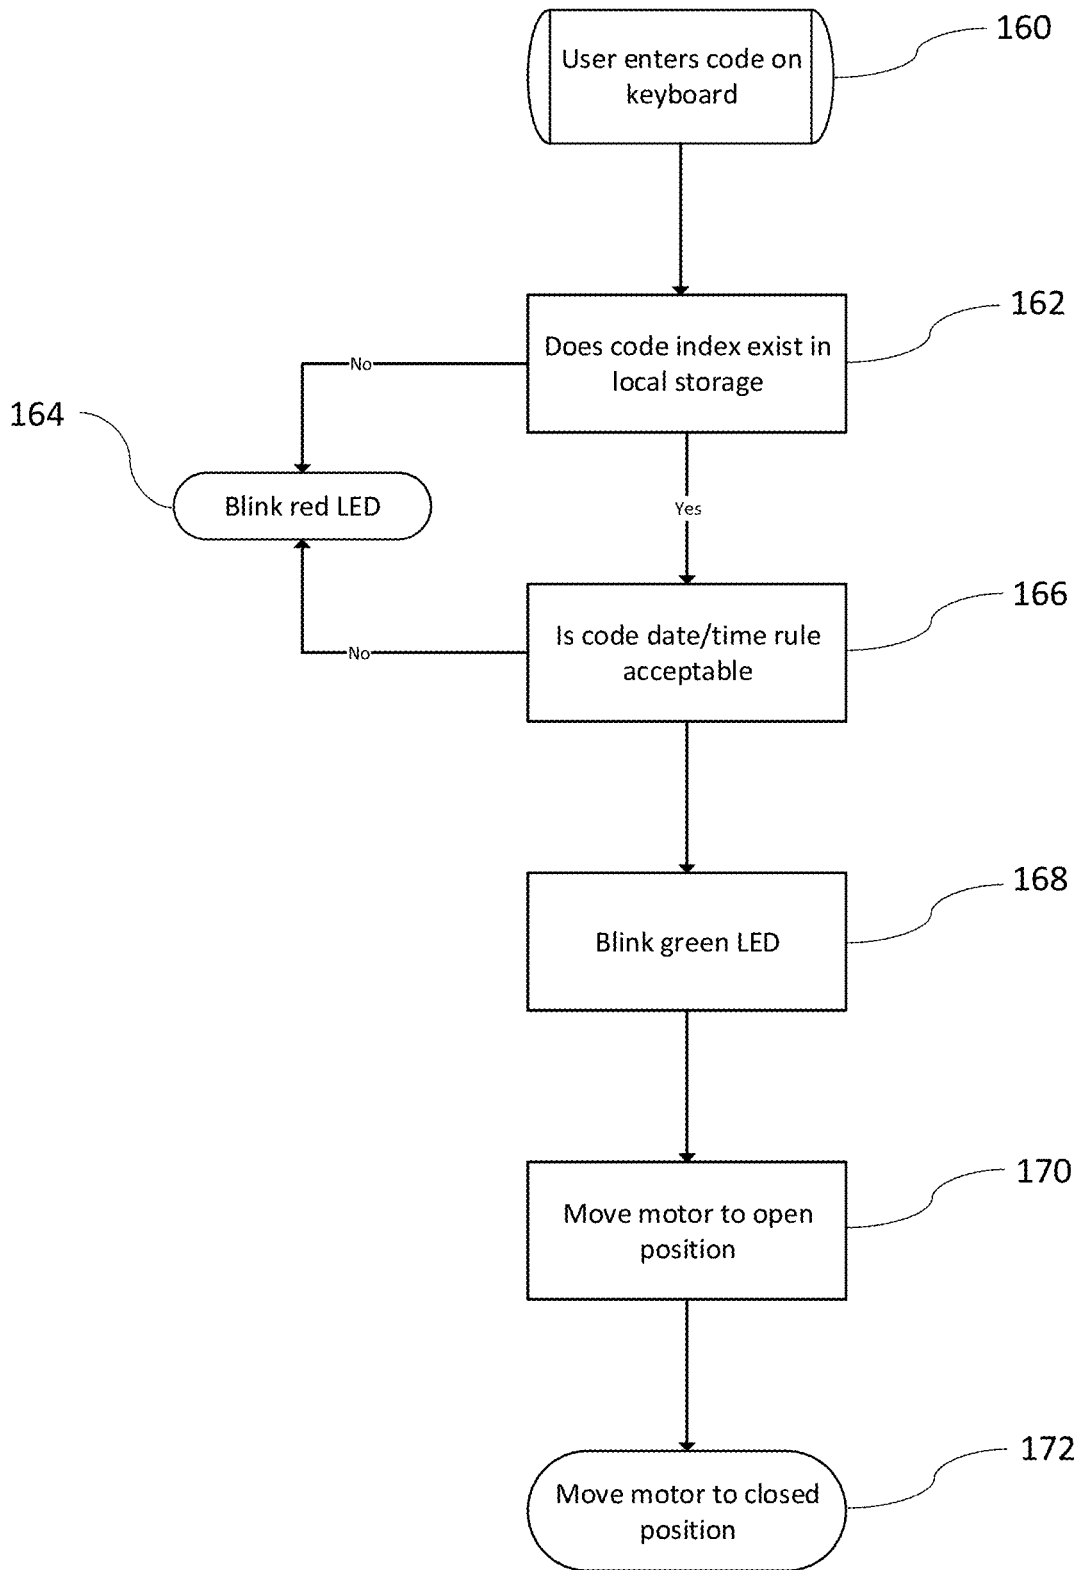 160
User enters code on
keyboard
162
Does code index exist in
local storage
No
164
Blink red LED
Yes
166
Is code date/time rule
acceptable
No
168
Blink green LED
170
Move motor to open
position
172
Move motor to closed
position